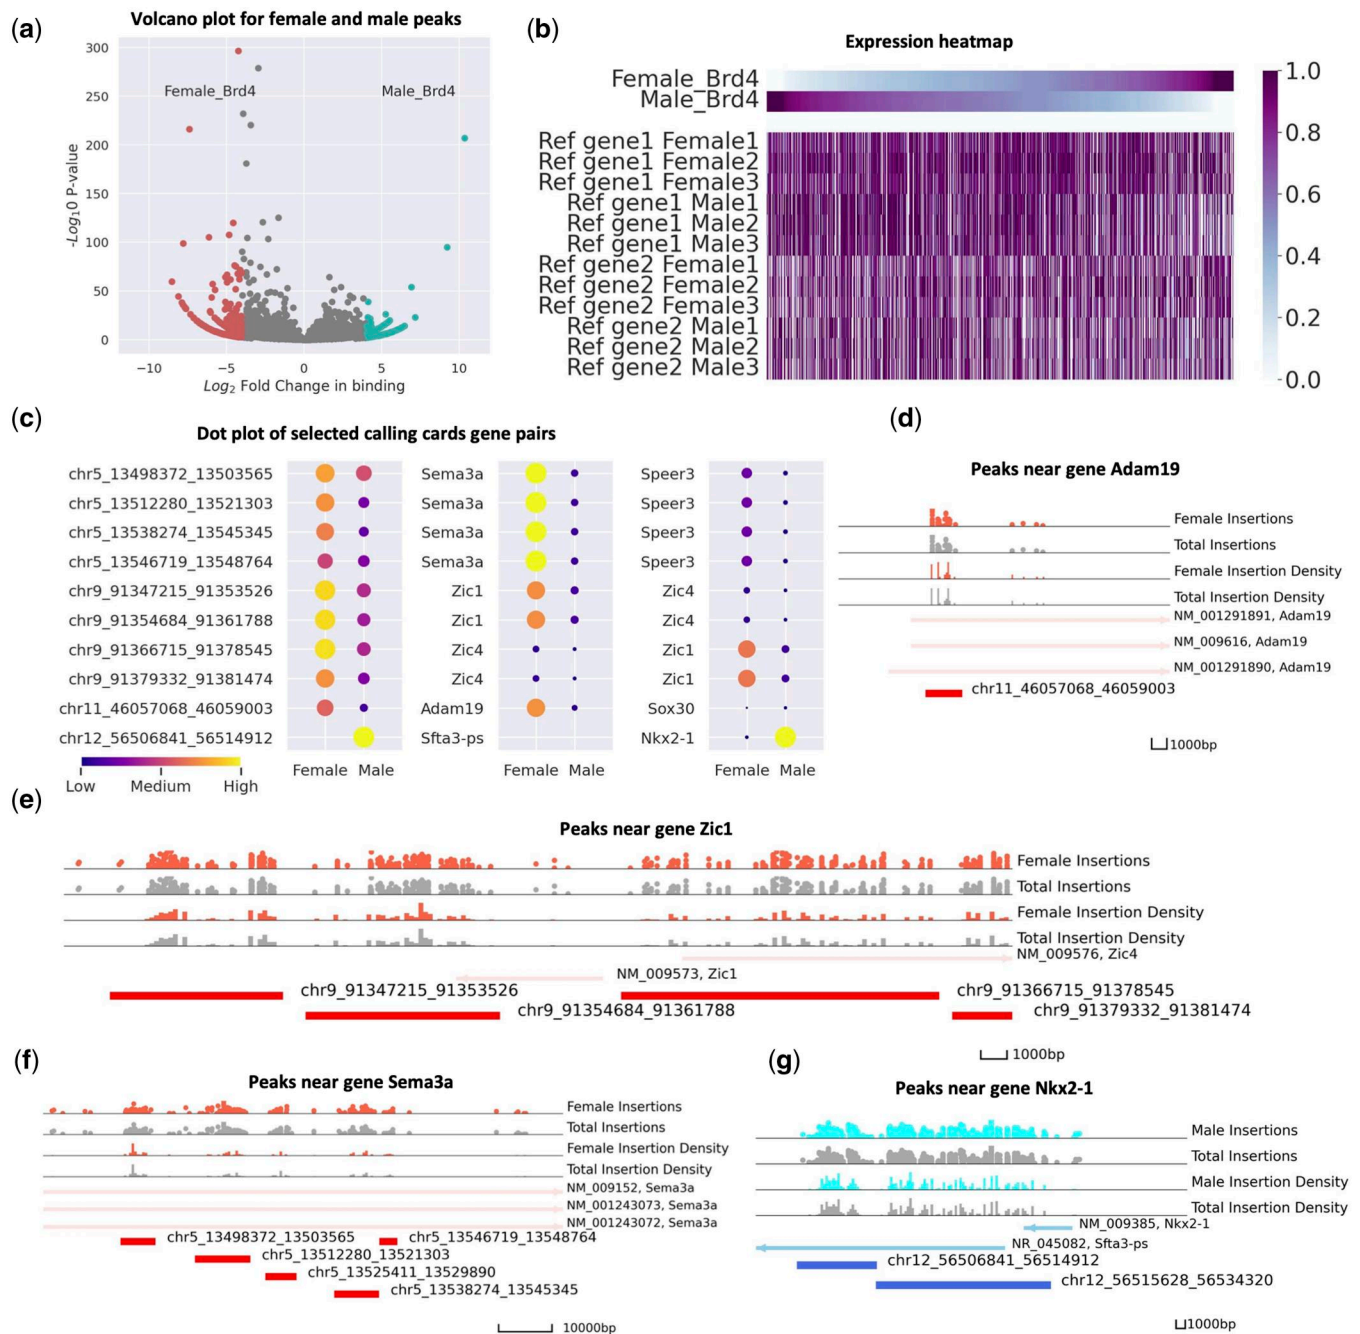 (a)
Volcano plot for female and male peaks
300
250
200
150
100
50
0
-Log₁0 P-value
Female_Brd4
Male_Brd4
−10
−5
0
5
10
Log₂ Fold Change in binding
(b)
Expression heatmap
Female_Brd4
Male_Brd4
Ref gene1 Female1
Ref gene1 Female2
Ref gene1 Female3
Ref gene1 Male1
Ref gene1 Male2
Ref gene1 Male3
Ref gene2 Female1
Ref gene2 Female2
Ref gene2 Female3
Ref gene2 Male1
Ref gene2 Male2
Ref gene2 Male3
1.0
0.8
0.6
0.4
0.2
0.0
(c)
Dot plot of selected calling cards gene pairs
chr5_13498372_13503565 Sema3a Speer3
chr5_13512280_13521303 Sema3a Speer3
chr5_13538274_13545345 Sema3a Speer3
chr5_13546719_13548764 Sema3a Speer3
chr9_91347215_91353526 Zic1 Zic4
chr9_91354684_91361788 Zic1 Zic4
chr9_91366715_91378545 Zic4 Zic1
chr9_91379332_91381474 Zic4 Zic1
chr11_46057068_46059003 Adam19 Sox30
chr12_56506841_56514912 Sfta3-ps Nkx2-1
Female Male Female Male Female Male
Low Medium High
(d)
Peaks near gene Adam19
Female Insertions
Total Insertions
Female Insertion Density
Total Insertion Density
NM_001291891, Adam19
NM_009616, Adam19
NM_001291890, Adam19
chr11_46057068_46059003
1000bp
(e)
Peaks near gene Zic1
Female Insertions
Total Insertions
Female Insertion Density
Total Insertion Density
NM_009576, Zic4
NM_009573, Zic1
chr9_91347215_91353526
chr9_91366715_91378545
chr9_91354684_91361788
chr9_91379332_91381474
1000bp
(f)
Peaks near gene Sema3a
Female Insertions
Total Insertions
Female Insertion Density
Total Insertion Density
NM_009152, Sema3a
NM_001243073, Sema3a
NM_001243072, Sema3a
chr5_13498372_13503565
chr5_13546719_13548764
chr5_13512280_13521303
chr5_13525411_13529890
chr5_13538274_13545345
10000bp
(g)
Peaks near gene Nkx2-1
Male Insertions
Total Insertions
Male Insertion Density
Total Insertion Density
NM_009385, Nkx2-1
NR_045082, Sfta3-ps
chr12_56506841_56514912
chr12_56515628_56534320
1000bp